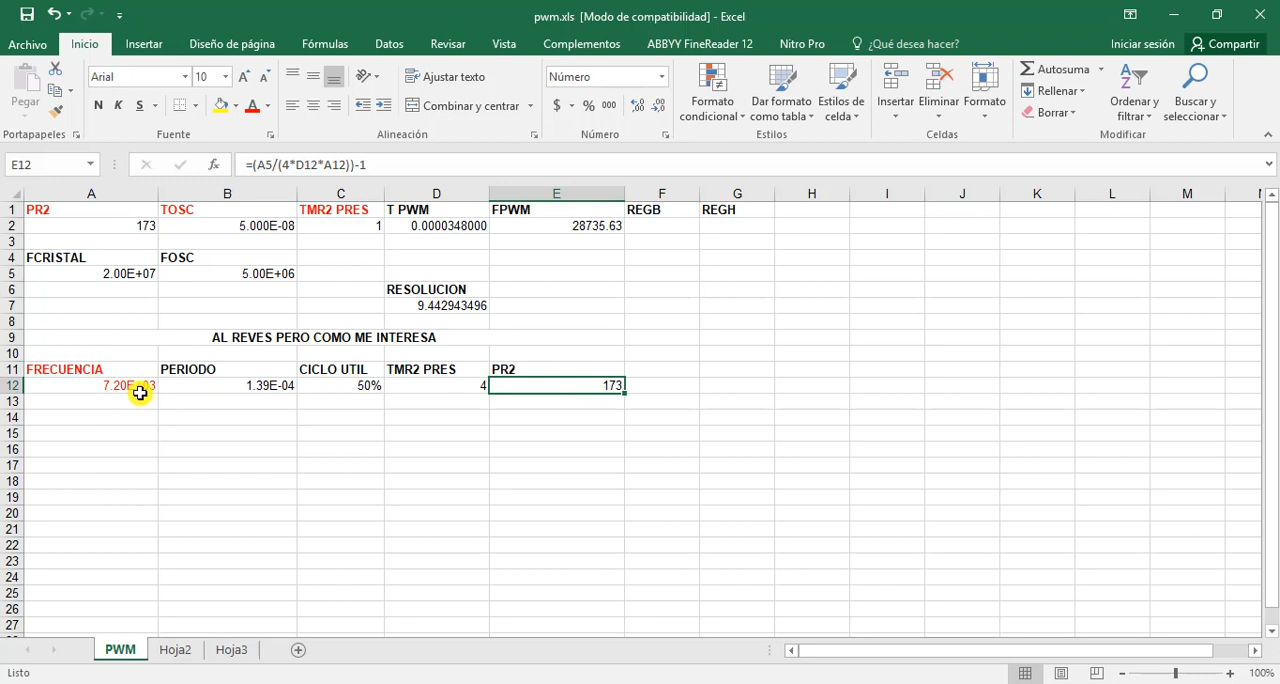 pwm.xls [Modo de compatibilidad] - Excel
Archivo Inicio Insertar Diseño de página Fórmulas Datos Revisar Vista Complementos ABBYY FineReader 12 Nitro Pro ¿Qué desea hacer? Iniciar sesión Compartir
Pegar
Arial 10
N K S
Ajustar texto
Combinar y centrar
Número
$ % 000
Formato condicional
Dar formato como tabla
Estilos de celda
Insertar Eliminar Formato
Autosuma
Rellenar
Borrar
Ordenar y filtrar
Buscar y seleccionar
Portapapeles Fuente Alineación Número Estilos Celdas Modificar
E12 fx =(A5/(4*D12*A12))-1
A B C D E F G H I J K L M
1 PR2 TOSC TMR2 PRES T PWM FPWM REGB REGH
2 173 5.000E-08 1 0.0000348000 28735.63
3
4 FCRISTAL FOSC
5 2.00E+07 5.00E+06
6 RESOLUCION
7 9.442943496
8
9 AL REVES PERO COMO ME INTERESA
10
11 FRECUENCIA PERIODO CICLO UTIL TMR2 PRES PR2
12 7.20E+03 1.39E-04 50% 4 173
13
14
15
16
17
18
19
20
21
22
23
24
25
26
27
PWM Hoja2 Hoja3
Listo 100%